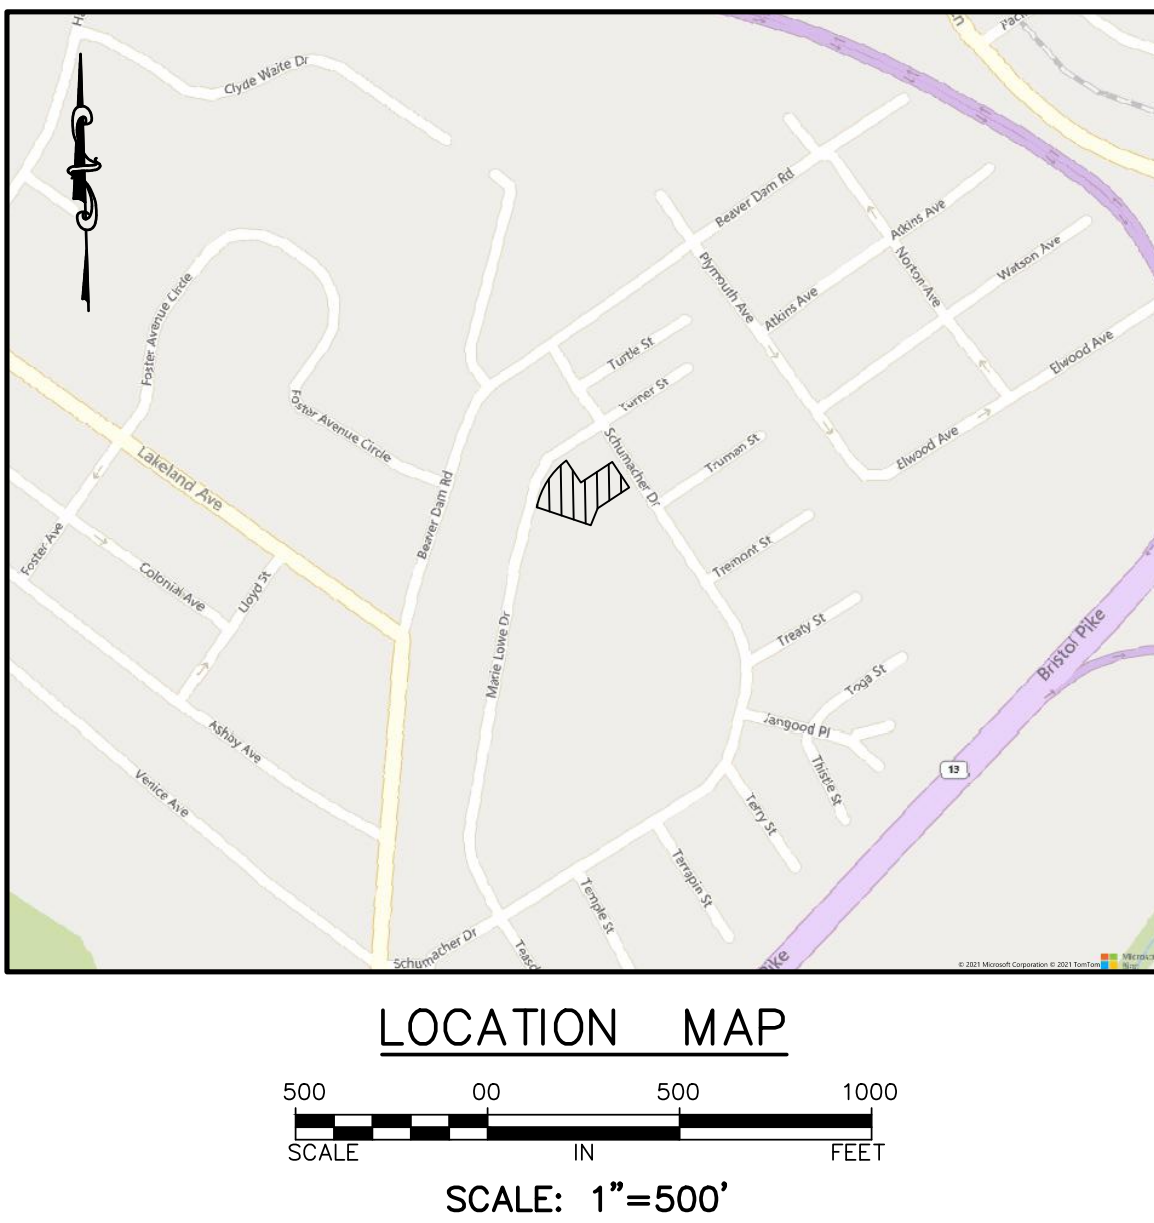 Clyde Waite Dr
Beaver Dam Rd
Atkins Ave
Watson Ave
Norton Ave
Plymouth Ave
Atkins Ave
Foster Avenue Circle
Turtle St
Elwood Ave
Turner St
Foster Avenue Circle
Schumacher Dr
Truman St
Elwood Ave
Lakeland Ave
Beaver Dam Rd
Foster Ave
Tremont St
Colonial Ave
Lloyd St
Marie Lowe Dr
Treaty St
Bristol Pike
Toga St
Jangood Pl
Ashby Ave
13
Thistle St
Venice Ave
Terry St
Terrapin St
Temple St
Schumacher Dr
Teasd
Pike
© 2021 Microsoft Corporation © 2021 TomTom
LOCATION MAP
500 00 500 1000
SCALE IN FEET
SCALE: 1"=500'